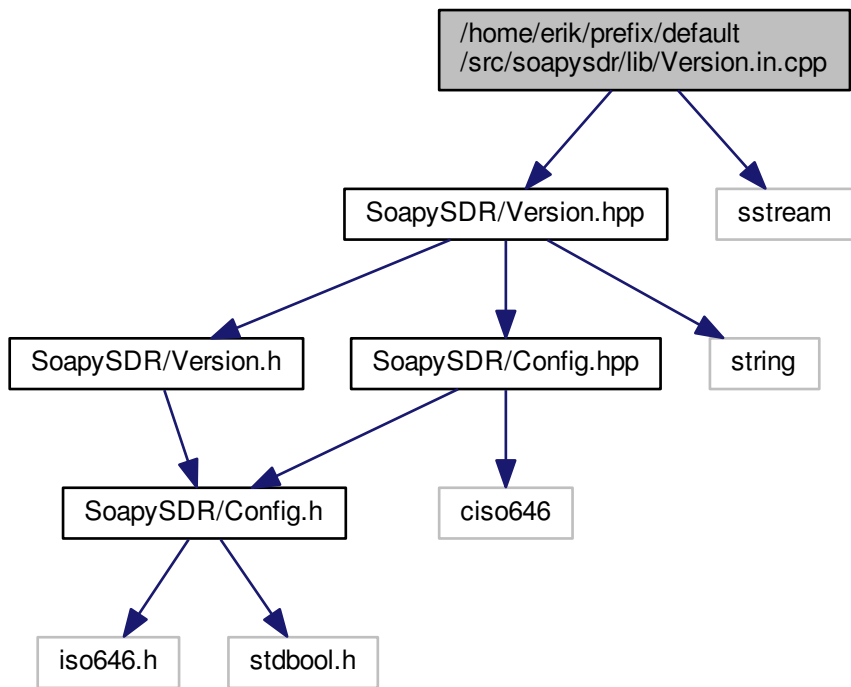 /home/erik/prefix/default
/src/soapysdr/lib/Version.in.cpp
SoapySDR/Version.hpp
sstream
SoapySDR/Version.h
SoapySDR/Config.hpp
string
SoapySDR/Config.h
ciso646
iso646.h
stdbool.h